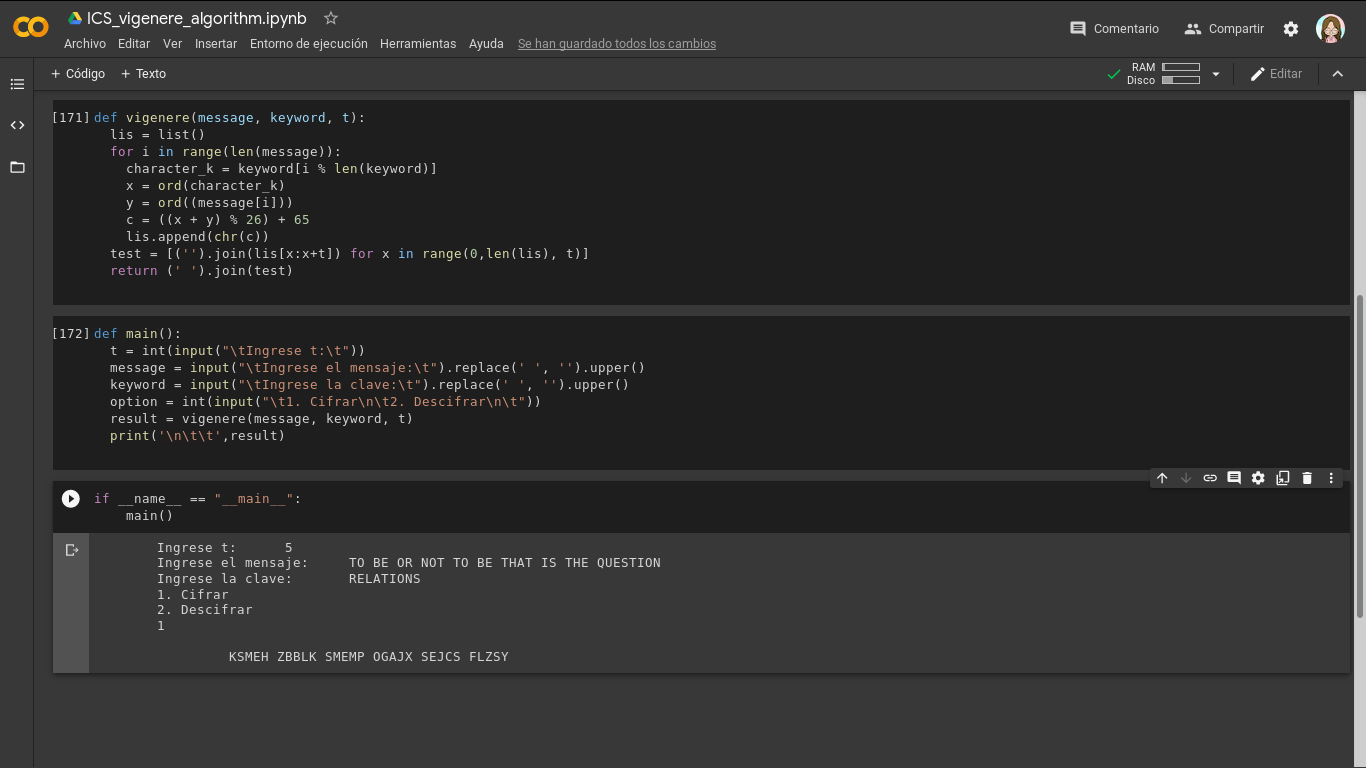 ICS_vigenere_algorithm.ipynb
Archivo Editar Ver Insertar Entorno de ejecución Herramientas Ayuda Se han guardado todos los cambios
Comentario Compartir
+ Código + Texto
RAM
Disco
Editar
[171] def vigenere(message, keyword, t):
  lis = list()
  for i in range(len(message)):
    character_k = keyword[i % len(keyword)]
    x = ord(character_k)
    y = ord((message[i]))
    c = ((x + y) % 26) + 65
    lis.append(chr(c))
  test = [('').join(lis[x:x+t]) for x in range(0,len(lis), t)]
  return (' ').join(test)
[172] def main():
  t = int(input("\tIngrese t:\t"))
  message = input("\tIngrese el mensaje:\t").replace(' ', '').upper()
  keyword = input("\tIngrese la clave:\t").replace(' ', '').upper()
  option = int(input("\t1. Cifrar\n\t2. Descifrar\n\t"))
  result = vigenere(message, keyword, t)
  print('\n\t\t',result)
if __name__ == "__main__":
    main()
Ingrese t: 5
Ingrese el mensaje: TO BE OR NOT TO BE THAT IS THE QUESTION
Ingrese la clave: RELATIONS
1. Cifrar
2. Descifrar
1
KSMEH ZBBLK SMEMP OGAJX SEJCS FLZSY